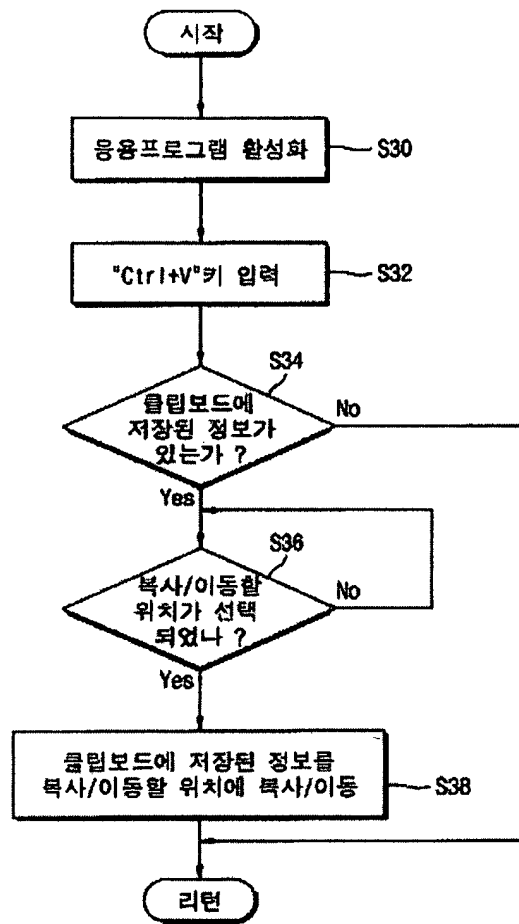 시작
응용프로그램 활성화
S30
"Ctrl+V"키 입력
S32
S34
클립보드에
저장된 정보가
있는가 ?
No
Yes
S36
복사/이동할
위치가 선택
되었나 ?
No
Yes
클립보드에 저장된 정보를
복사/이동할 위치에 복사/이동
S38
리턴